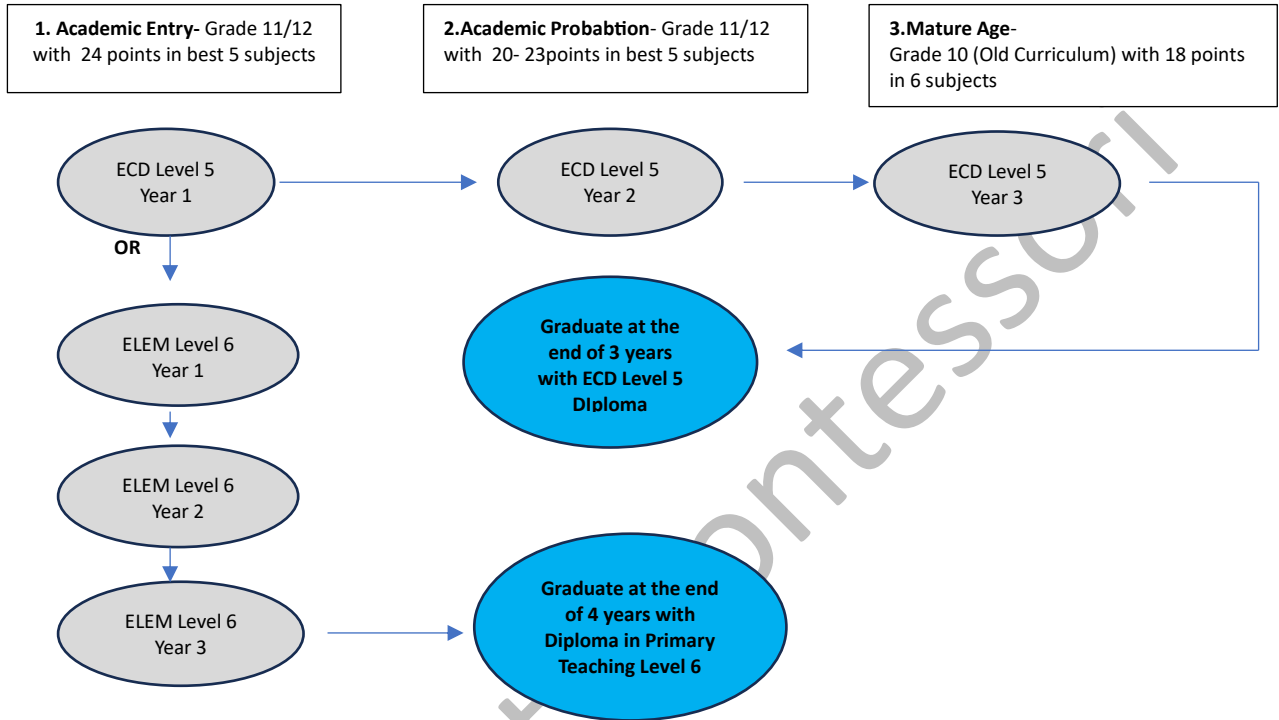 1. Academic Entry- Grade 11/12
with 24 points in best 5 subjects
2.Academic Probabtion- Grade 11/12
with 20- 23points in best 5 subjects
3.Mature Age-
Grade 10 (Old Curriculum) with 18 points
in 6 subjects
ECD Level 5
Year 1
ECD Level 5
Year 2
ECD Level 5
Year 3
OR
ELEM Level 6
Year 1
Graduate at the
end of 3 years
with ECD Level 5
DIploma
ELEM Level 6
Year 2
ELEM Level 6
Year 3
Graduate at the end
of 4 years with
Diploma in Primary
Teaching Level 6
ontessori